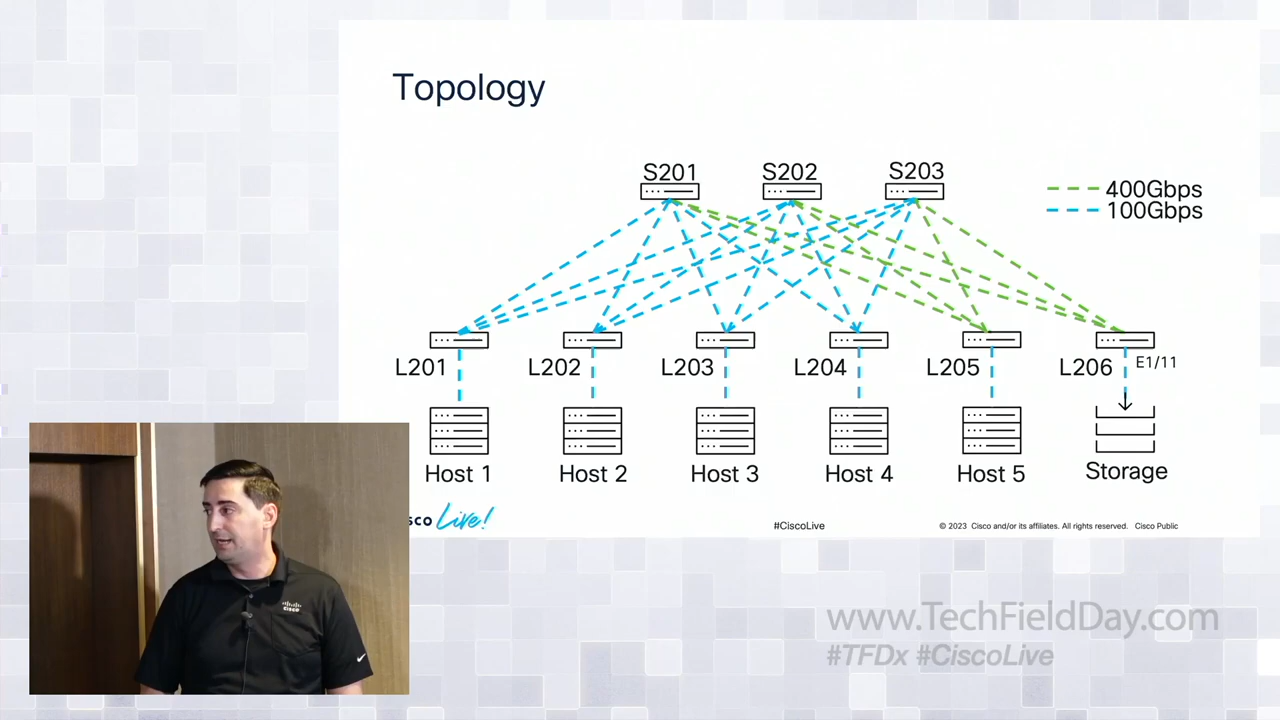 Topology
S201 S202 S203
400Gbps
100Gbps
L201 L202 L203 L204 L205 L206 E1/11
Host 1 Host 2 Host 3 Host 4 Host 5 Storage
sco Live!
#CiscoLive
© 2023 Cisco and/or its affiliates. All rights reserved. Cisco Public
CISCO
www.TechFieldDay.com
#TFDx #CiscoLive